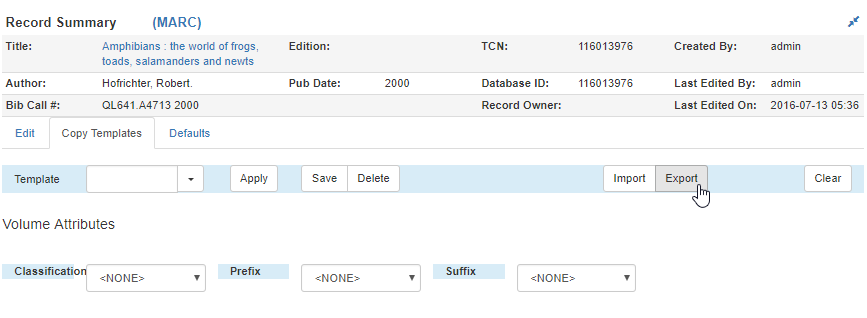 Record Summary (MARC)
Title: Amphibians : the world of frogs, toads, salamanders and newts Edition: TCN: 116013976 Created By: admin
Author: Hofrichter, Robert. Pub Date: 2000 Database ID: 116013976 Last Edited By: admin
Bib Call #: QL641.A4713 2000 Record Owner: Last Edited On: 2016-07-13 05:36
Edit Copy Templates Defaults
Template Apply Save Delete Import Export Clear
Volume Attributes
Classification <NONE> Prefix <NONE> Suffix <NONE>